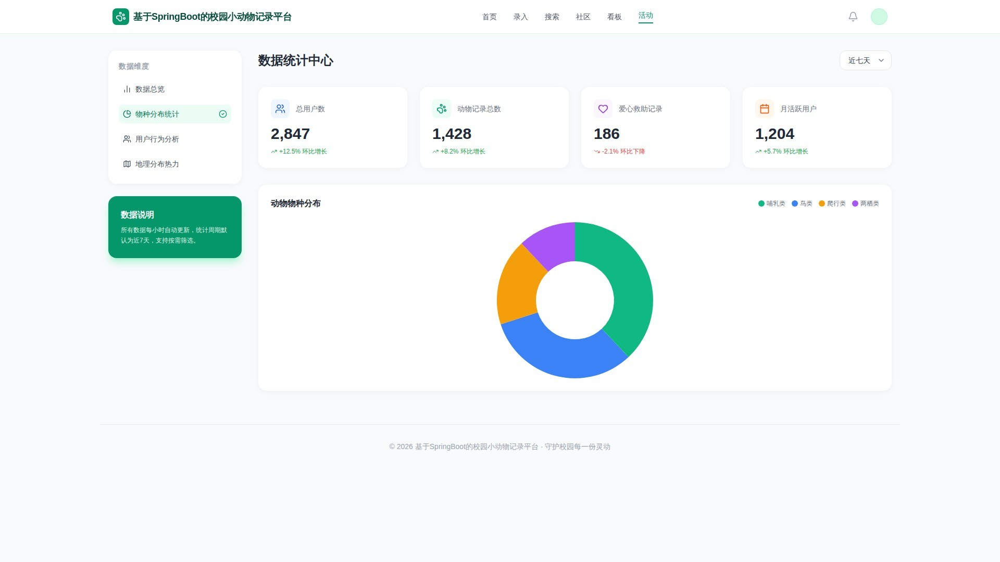 基于SpringBoot的校园小动物记录平台
首页
录入
搜索
社区
看板
活动
数据维度
数据总览
物种分布统计
用户行为分析
地理分布热力
数据说明
所有数据每小时自动更新，统计周期默
认为近7天，支持按需筛选。
数据统计中心
近七天
总用户数
2,847
+12.5% 环比增长
动物记录总数
1,428
+8.2% 环比增长
爱心救助记录
186
-2.1% 环比下降
月活跃用户
1,204
+5.7% 环比增长
动物物种分布
哺乳类
鸟类
爬行类
两栖类
© 2026 基于SpringBoot的校园小动物记录平台 · 守护校园每一份灵动